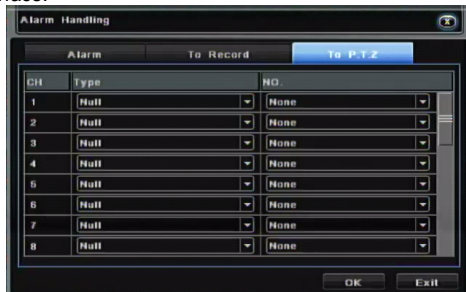 Alarm Handling X
Alarm To Record To P.T.Z
CH Type NO.
1 Null None
2 Null None
3 Null None
4 Null None
5 Null None
6 Null None
7 Null None
8 Null None
OK Exit